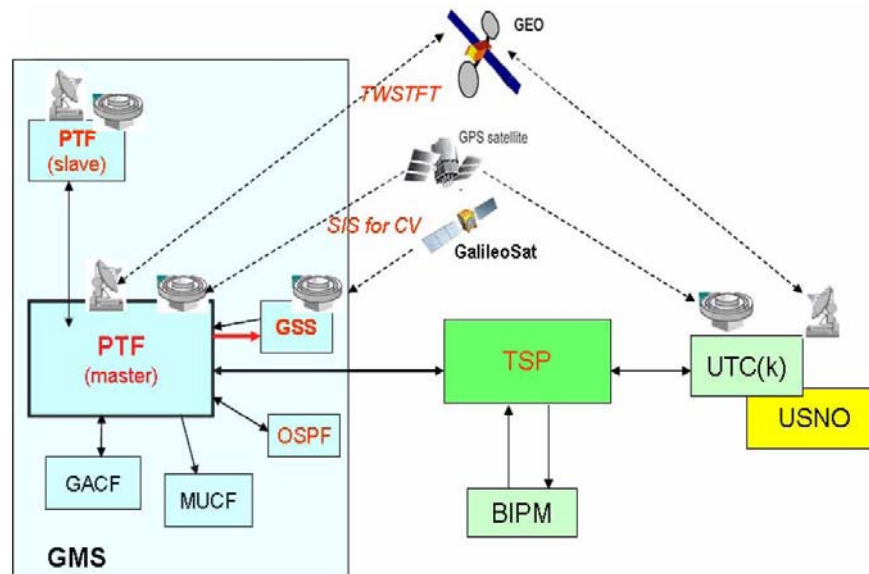 GEO
TWSTFT
PTF
(slave)
GPS satellite
SIS for CV
GalileoSat
PTF
(master)
GSS
TSP
UTC(k)
USNO
OSPF
GACF
MUCF
BIPM
GMS